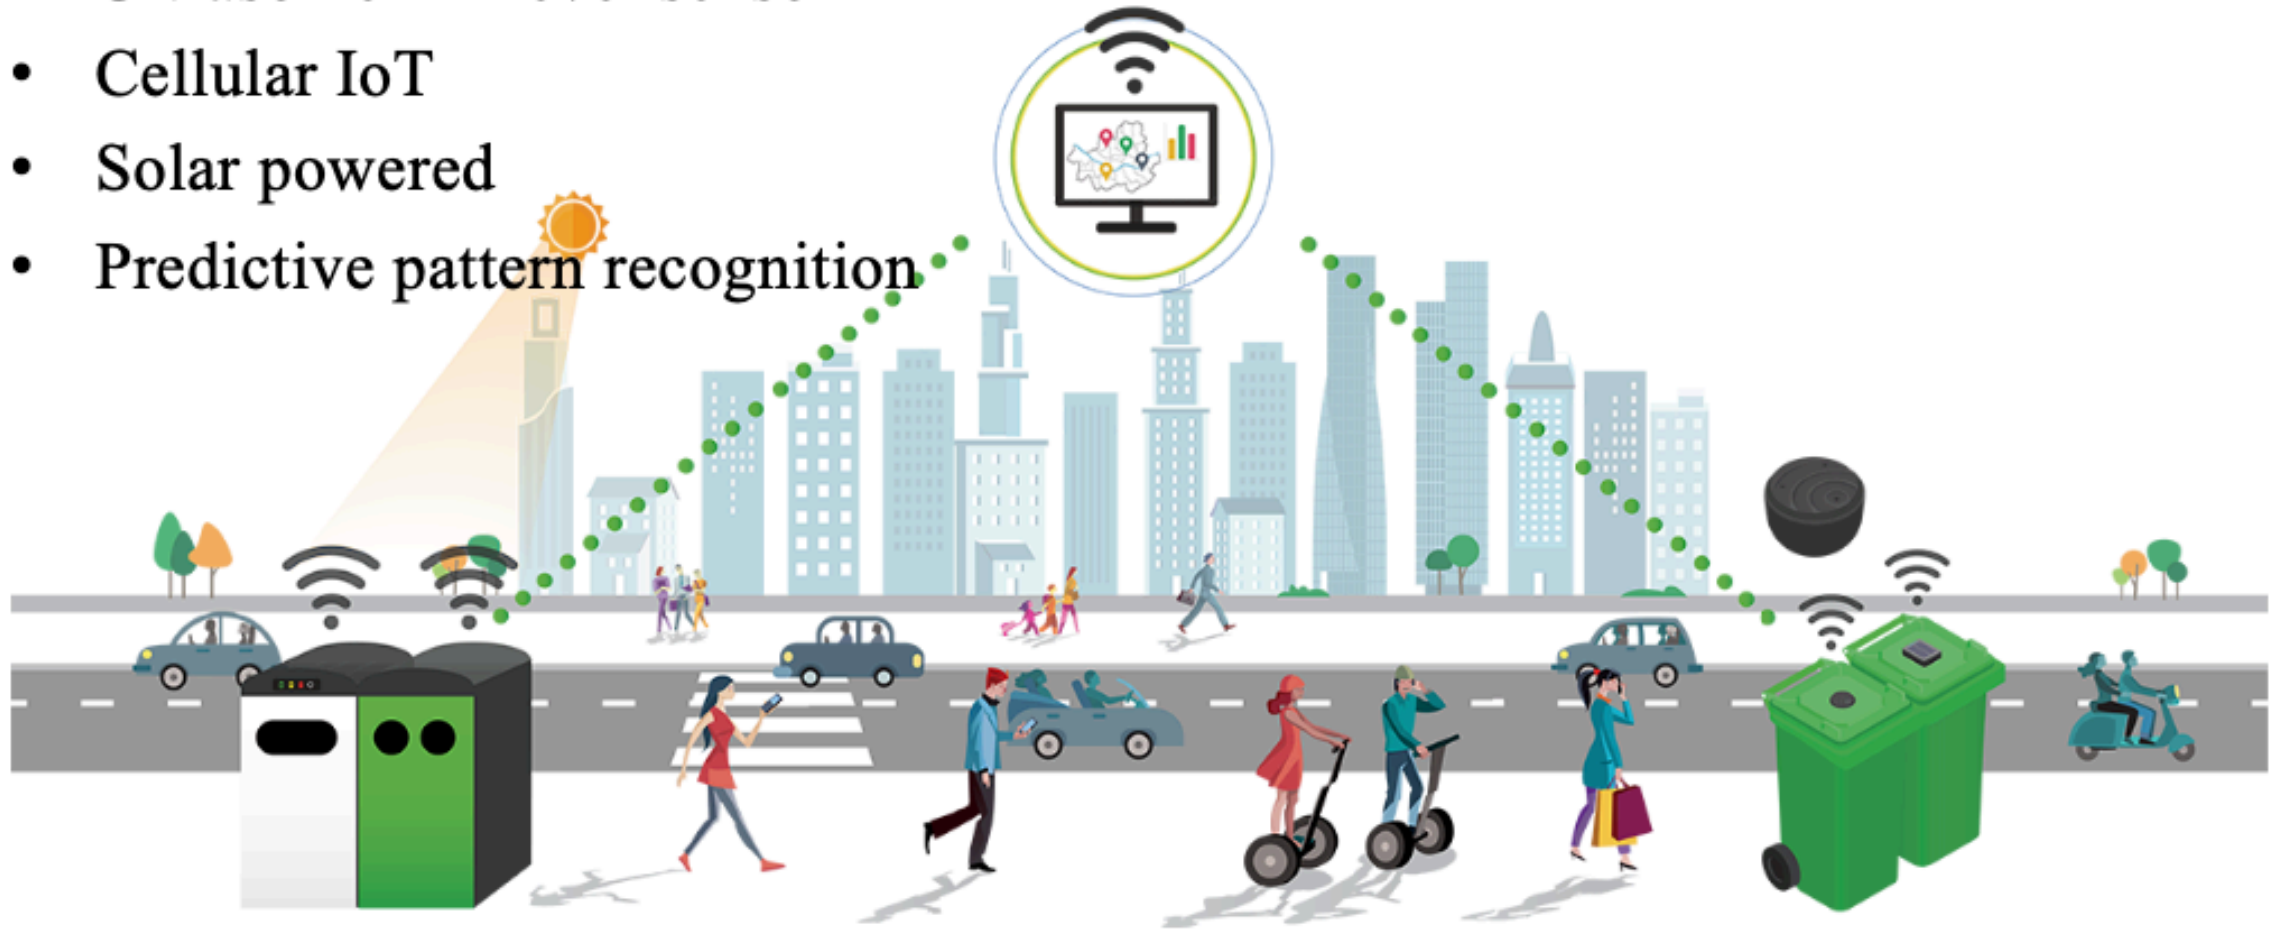 • Cellular IoT
• Solar powered
• Predictive pattern recognition